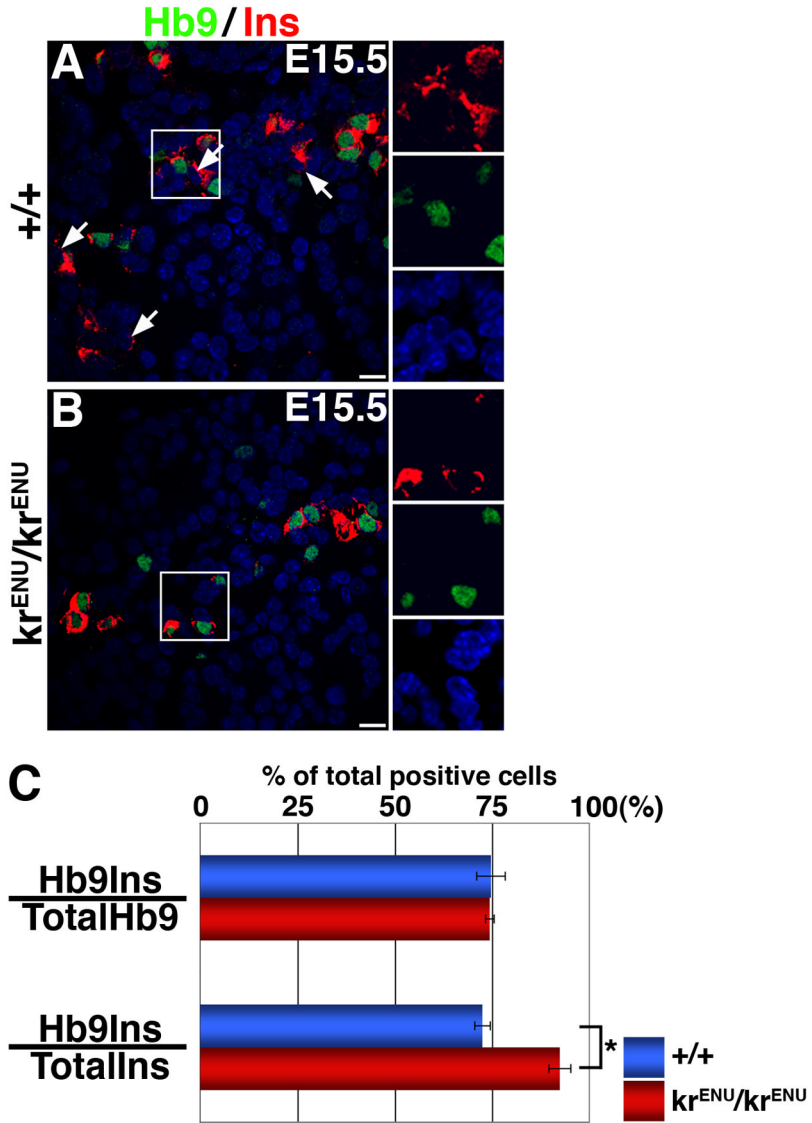 Hb9/Ins
A E15.5
+/+
B E15.5
kr^ENU/kr^ENU
C
% of total positive cells
0 25 50 75 100(%)
Hb9Ins
TotalHb9
Hb9Ins
TotalIns
*
+/+
kr^ENU/kr^ENU